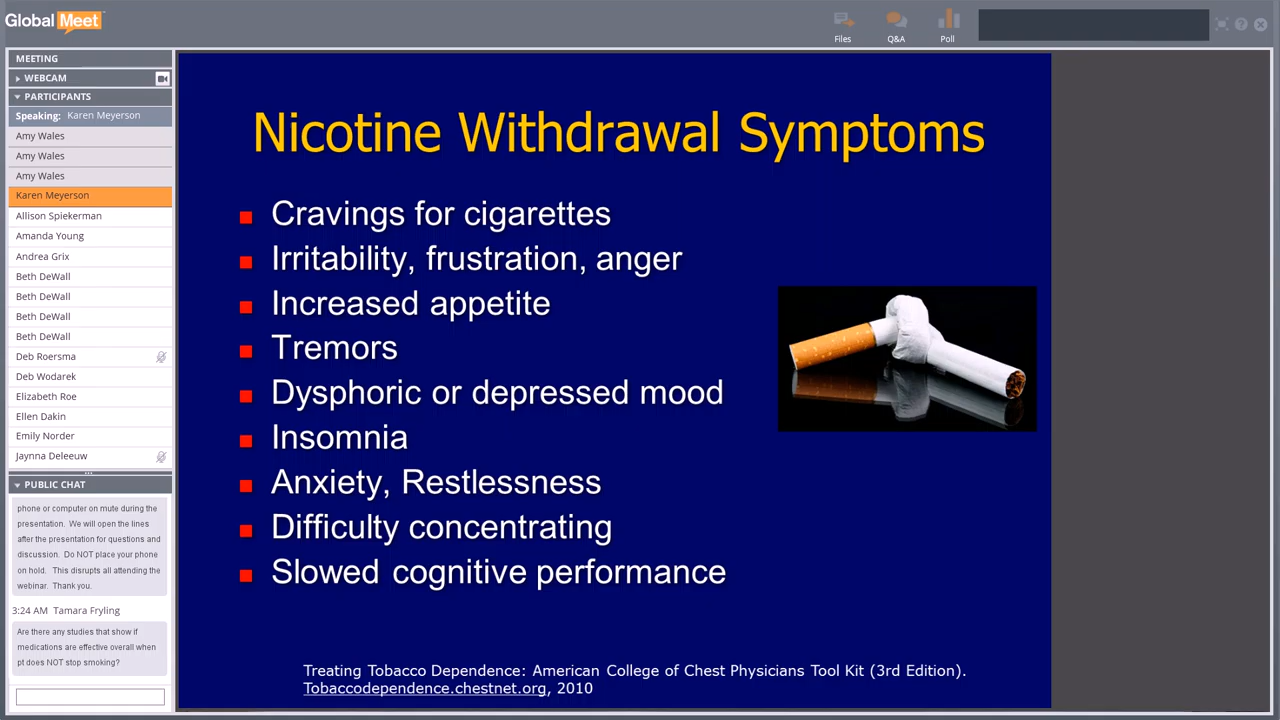 Global Meet
Files
Q&A
Poll
MEETING
WEBCAM
PARTICIPANTS
Speaking: Karen Meyerson
Amy Wales
Amy Wales
Amy Wales
Karen Meyerson
Allison Spiekerman
Amanda Young
Andrea Grix
Beth DeWall
Beth DeWall
Beth DeWall
Beth DeWall
Deb Roersma
Deb Wodarek
Elizabeth Roe
Ellen Dakin
Emily Norder
Jaynna Deleeuw
PUBLIC CHAT
phone or computer on mute during the
presentation. We will open the lines
after the presentation for questions and
discussion. Do NOT place your phone
on hold. This disrupts all attending the
webinar. Thank you.
3:24 AM Tamara Fryling
Are there any studies that show if
medications are effective overall when
pt does NOT stop smoking?
Nicotine Withdrawal Symptoms
Cravings for cigarettes
Irritability, frustration, anger
Increased appetite
Tremors
Dysphoric or depressed mood
Insomnia
Anxiety, Restlessness
Difficulty concentrating
Slowed cognitive performance
Treating Tobacco Dependence: American College of Chest Physicians Tool Kit (3rd Edition).
Tobaccodependence.chestnet.org, 2010